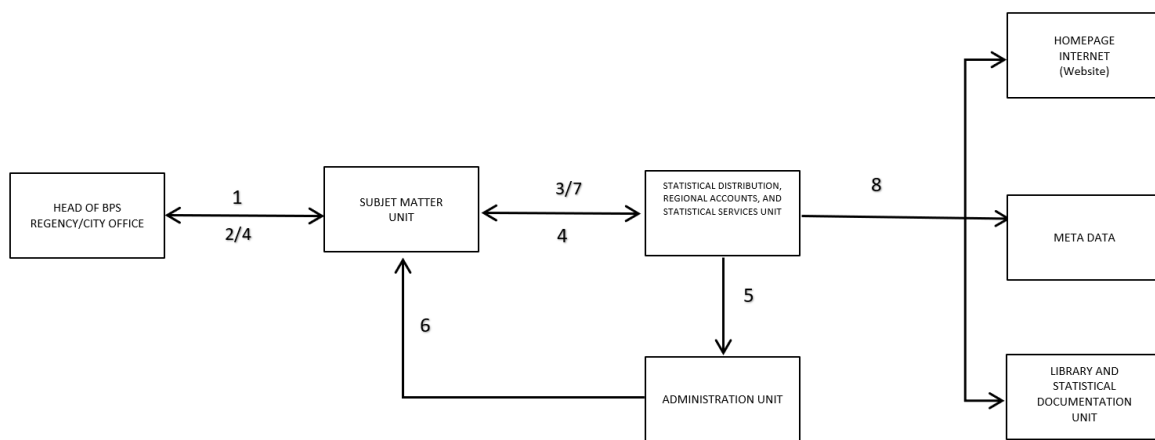 HOMEPAGE
INTERNET
(Website)
HEAD OF BPS
REGENCY/CITY OFFICE
1
2/4
SUBJET MATTER
UNIT
3/7
4
STATISTICAL DISTRIBUTION,
REGIONAL ACCOUNTS, AND
STATISTICAL SERVICES UNIT
8
META DATA
5
6
ADMINISTRATION UNIT
LIBRARY AND
STATISTICAL
DOCUMENTATION
UNIT